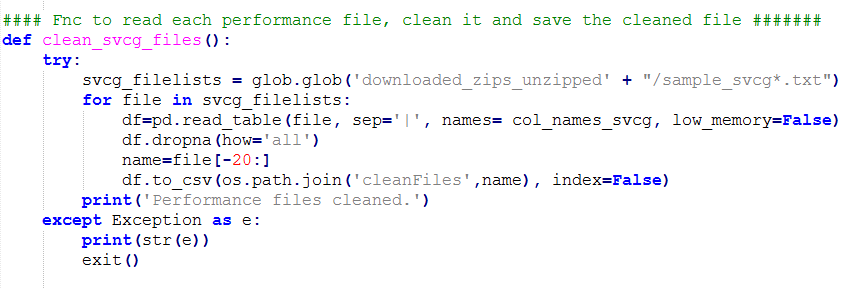 #### Fnc to read each performance file, clean it and save the cleaned file #######
def clean_svcg_files():
    try:
        svcg_filelists = glob.glob('downloaded_zips_unzipped' + "/sample_svcg*.txt")
        for file in svcg_filelists:
            df=pd.read_table(file, sep='|', names= col_names_svcg, low_memory=False)
            df.dropna(how='all')
            name=file[-20:]
            df.to_csv(os.path.join('cleanFiles',name), index=False)
        print('Performance files cleaned.')
    except Exception as e:
        print(str(e))
        exit()